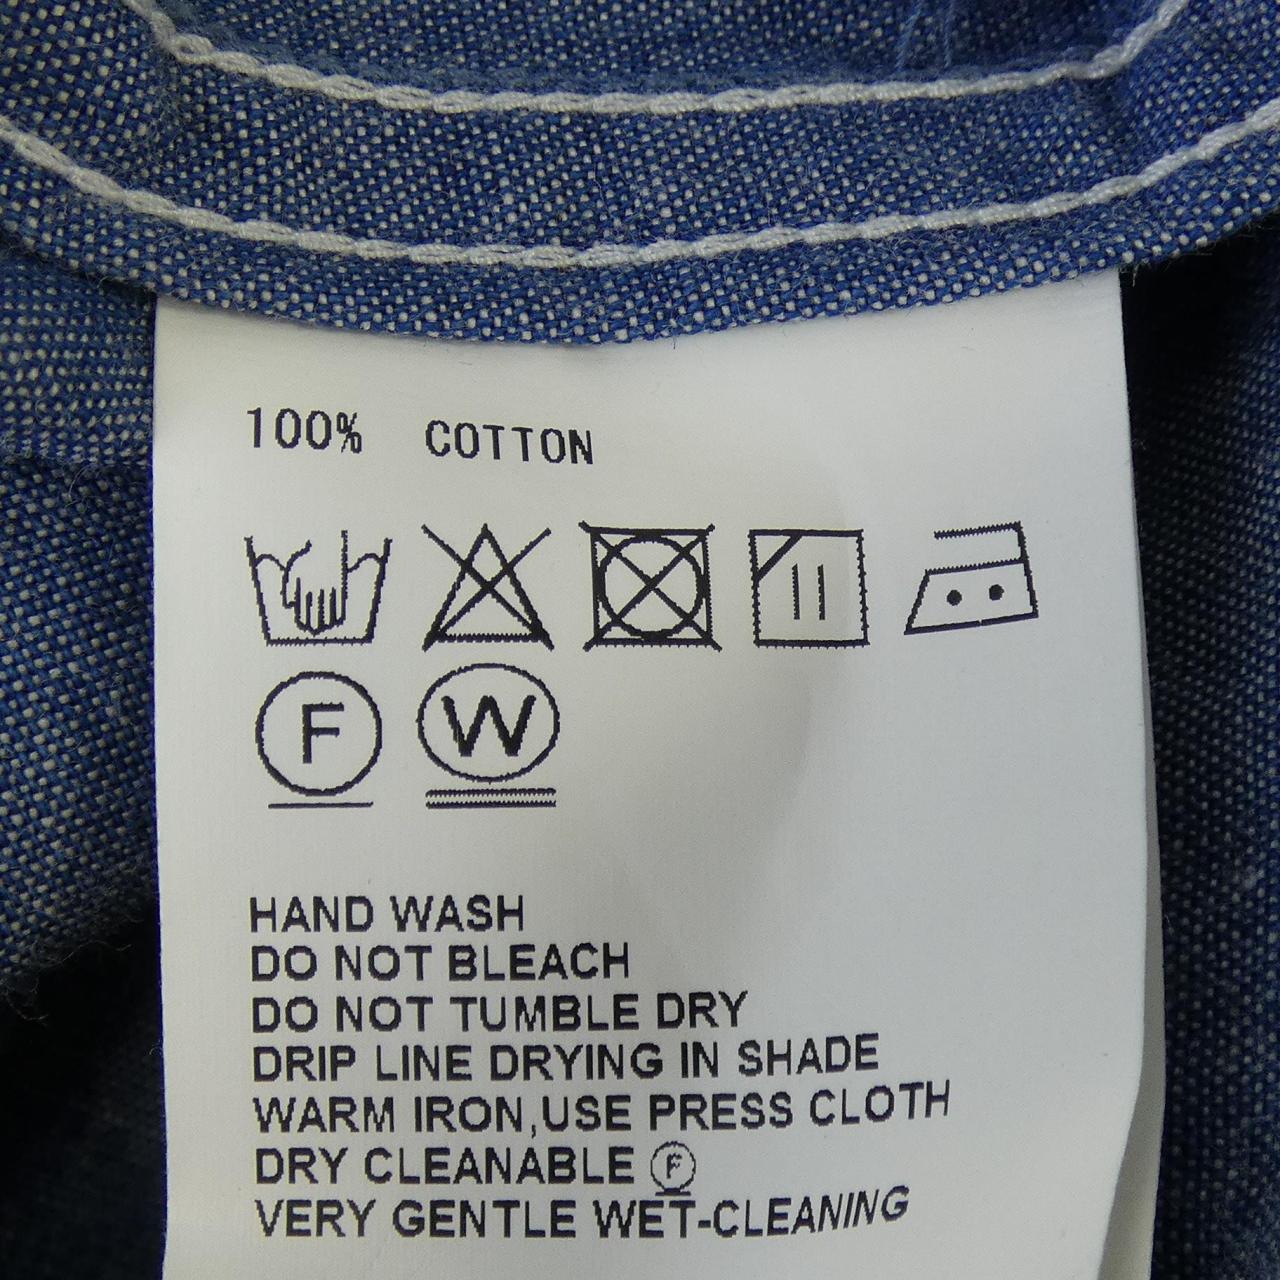 100% COTTON
F W
HAND WASH
DO NOT BLEACH
DO NOT TUMBLE DRY
DRIP LINE DRYING IN SHADE
WARM IRON,USE PRESS CLOTH
DRY CLEANABLE F
VERY GENTLE WET-CLEANING